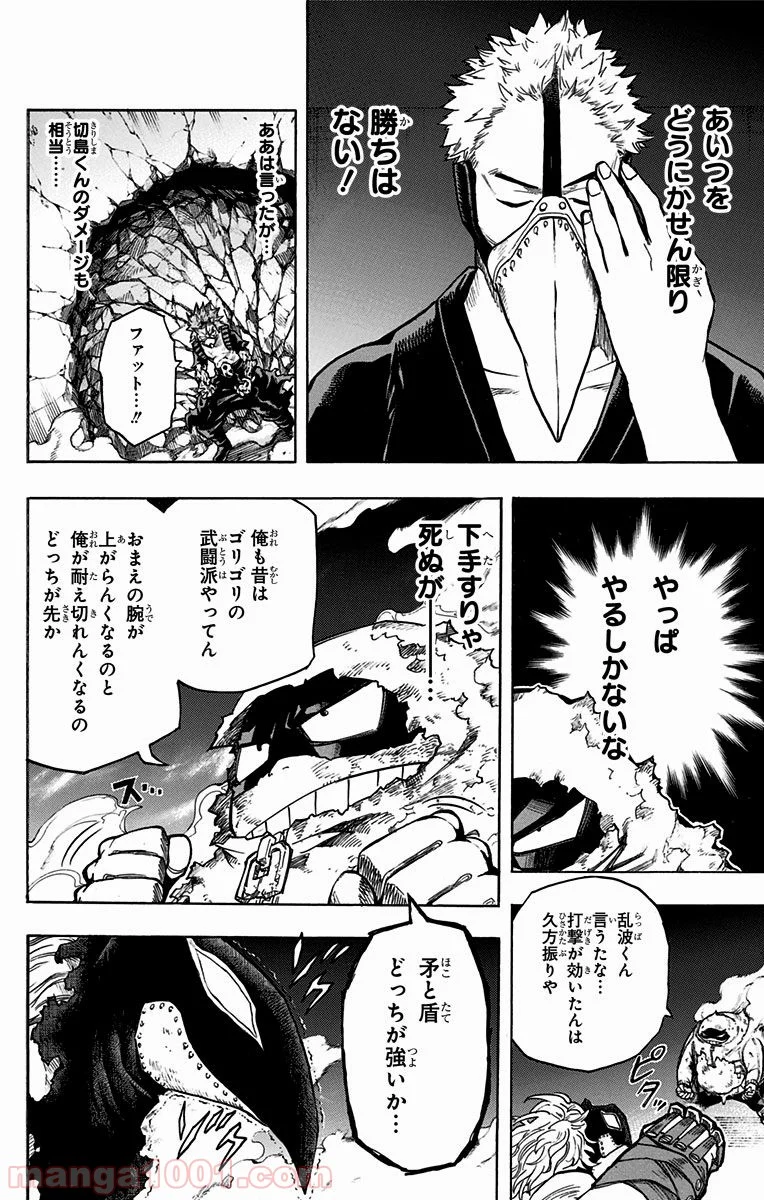 あいつを
どうにかせん限り
勝ちは
ない！
ああは言ったが…
切島くんのダメージも
相当……
ファット…!!
やっぱ
やるしかないな
下手すりゃ
死ぬが――…
俺も昔は
ゴリゴリの
武闘派やってん
おまえの腕が
上がらんくなるのと
俺が耐え切れんくなるの
どっちが先か
ズ…
乱波くん
言うたな…
打撃が効いたんは
久方振りや
ピタッ
矛と盾
どっちが強いか…
manga1001.com